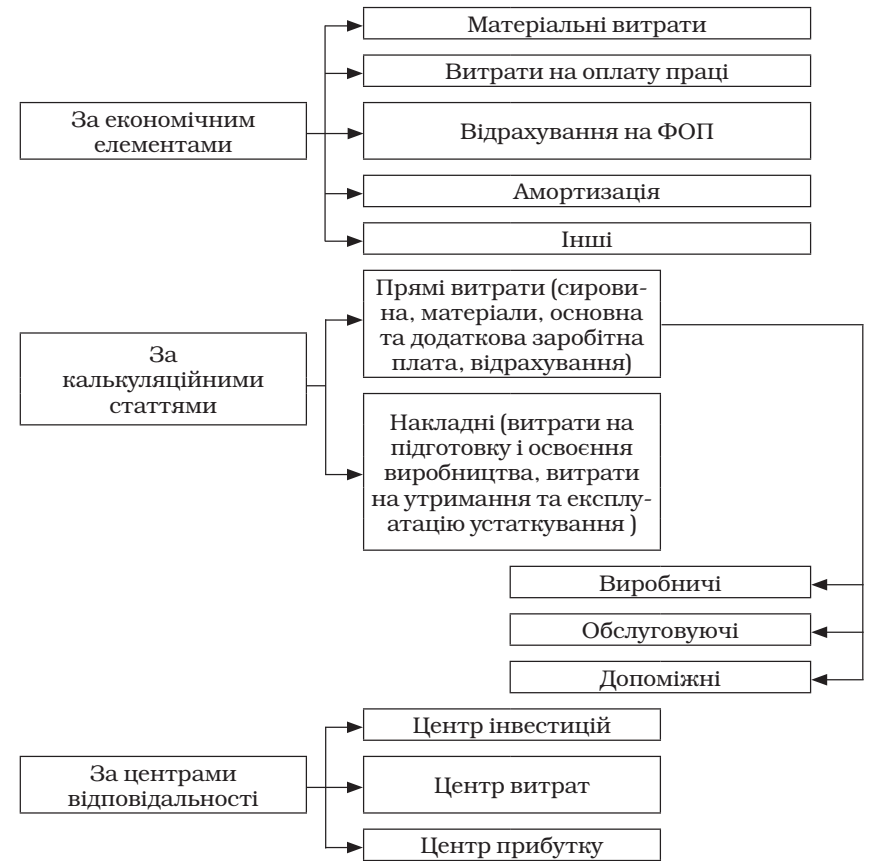 Матеріальні витрати
Витрати на оплату праці
За економічним
елементами
Відрахування на ФОП
Амортизація
Інші
За
калькуляційними
статтями
Прямі витрати (сирови-
на, матеріали, основна
та додаткова заробітна
плата, відрахування)
Накладні (витрати на
підготовку і освоєння
виробництва, витрати
на утримання та експлу-
атацію устаткування )
Виробничі
Обслуговуючі
Допоміжні
За центрами
відповідальності
Центр інвестицій
Центр витрат
Центр прибутку